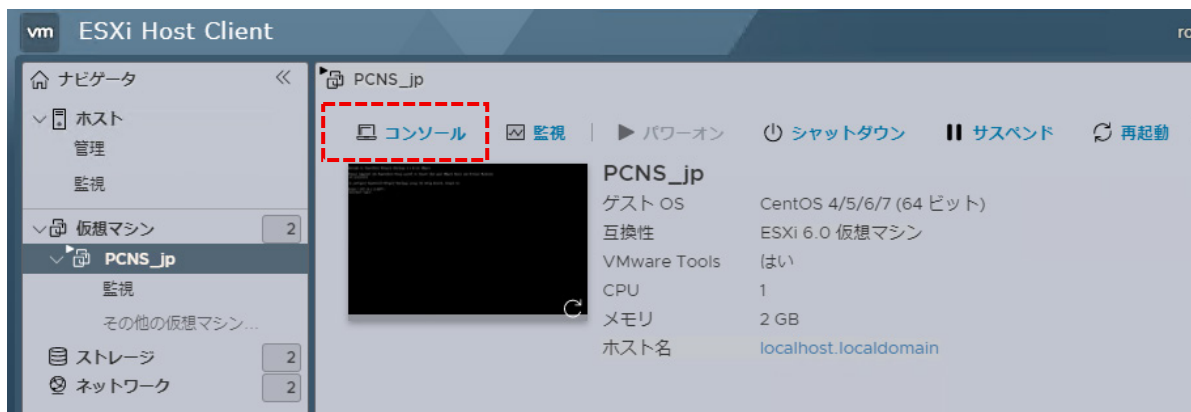 vm ESXi Host Client
ナビゲータ
ホスト
管理
監視
仮想マシン 2
PCNS_jp
監視
その他の仮想マシン...
ストレージ 2
ネットワーク 2
PCNS_jp
コンソール 監視 パワーオン シャットダウン サスペンド 再起動
PCNS_jp
ゲスト OS CentOS 4/5/6/7 (64 ビット)
互換性 ESXi 6.0 仮想マシン
VMware Tools はい
CPU 1
メモリ 2 GB
ホスト名 localhost.localdomain